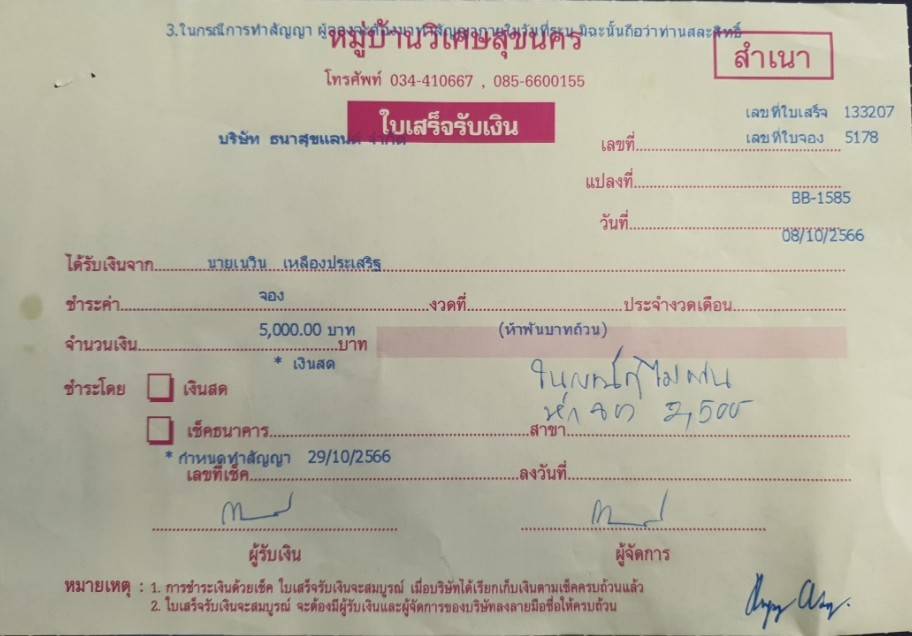 3.ในกรณีการทำสัญญา ผู้จองจะต้องมาทำสัญญาภายในวันที่ระบุ มิฉะนั้นถือว่าท่านสละสิทธิ์
หมู่บ้านวิเศษสุขนคร
สำเนา
โทรศัพท์ 034-410667 , 085-6600155
ใบเสร็จรับเงิน
บริษัท ธนาสุขแลนด์ จำกัด
เลขที่ใบเสร็จ 133207
เลขที่ เลขที่ใบจอง 5178
แปลงที่ BB-1585
วันที่ 08/10/2566
ได้รับเงินจาก นายเนวิน เหลืองประเสริฐ
ชำระค่า จอง งวดที่ ประจำงวดเดือน
จำนวนเงิน 5,000.00 บาท บาท (ห้าพันบาทถ้วน)
* เงินสด
ชำระโดย เงินสด
ไม่ผ่าน
หัก 2,500
เช็คธนาคาร สาขา
* กำหนดทำสัญญา 29/10/2566
เลขที่เช็ค ลงวันที่
ผู้รับเงิน ผู้จัดการ
หมายเหตุ : 1. การชำระเงินด้วยเช็ค ใบเสร็จรับเงินจะสมบูรณ์ เมื่อบริษัทได้เรียกเก็บเงินตามเช็คครบถ้วนแล้ว
2. ใบเสร็จรับเงินจะสมบูรณ์ จะต้องมีผู้รับเงินและผู้จัดการของบริษัทลงลายมือชื่อให้ครบถ้วน